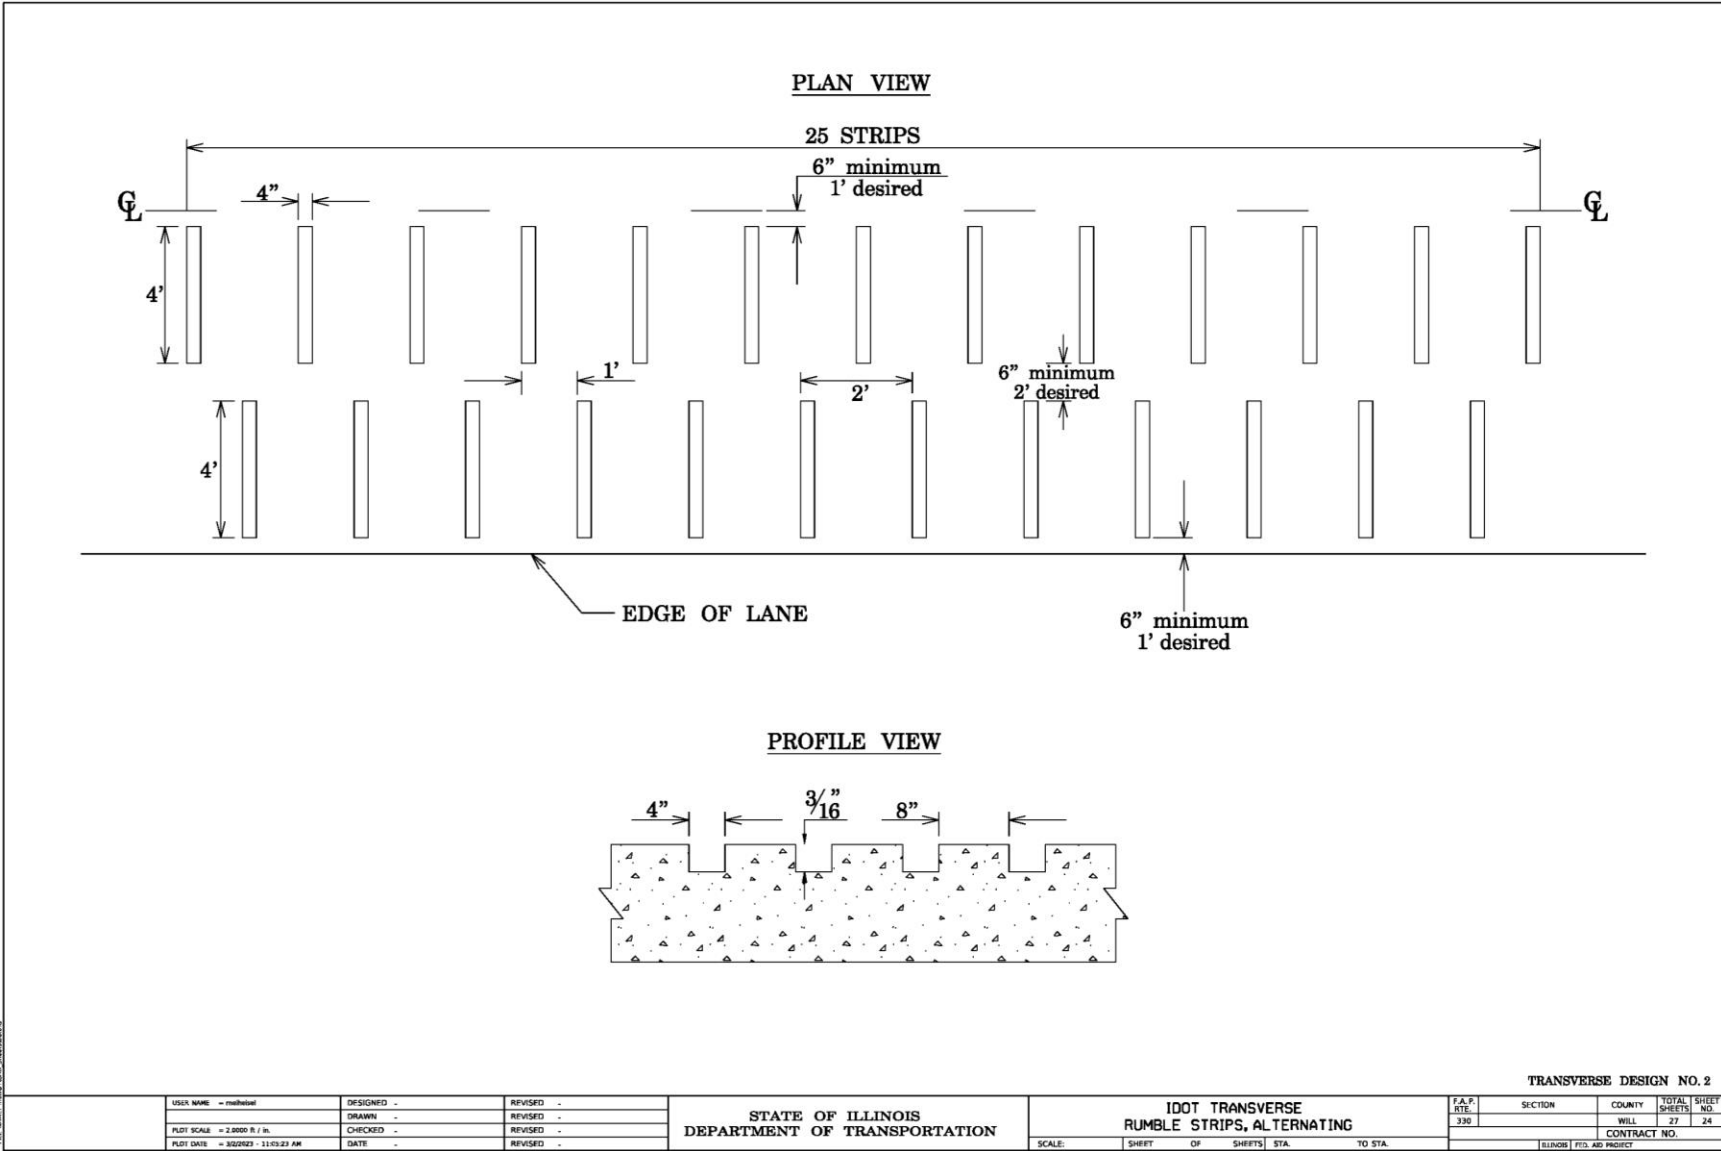 PLAN VIEW
25 STRIPS
6" minimum
1' desired
CL
4"
CL
4'
1'
2'
6" minimum
2' desired
4'
EDGE OF LANE
6" minimum
1' desired
PROFILE VIEW
4"
3/16"
8"
TRANSVERSE DESIGN NO. 2
USER NAME = meiheisel
DESIGNED -
REVISED -
DRAWN -
REVISED -
PLOT SCALE = 2.0000 ft / in.
CHECKED -
REVISED -
PLOT DATE = 3/2/2023 - 11:03:23 AM
DATE -
REVISED -
STATE OF ILLINOIS
DEPARTMENT OF TRANSPORTATION
IDOT TRANSVERSE
RUMBLE STRIPS, ALTERNATING
SCALE: SHEET OF SHEETS STA. TO STA.
F.A.P. RTE.
SECTION
COUNTY
TOTAL SHEETS
SHEET NO.
330
WILL
27
24
CONTRACT NO.
ILLINOIS FED. AID PROJECT